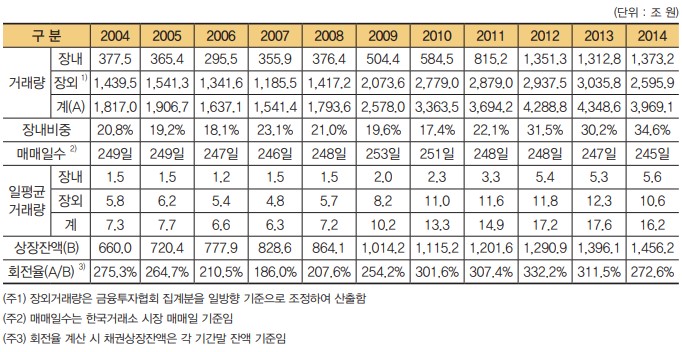 (단위 : 조 원)
구 분 2004 2005 2006 2007 2008 2009 2010 2011 2012 2013 2014
거래량 장내 377.5 365.4 295.5 355.9 376.4 504.4 584.5 815.2 1,351.3 1,312.8 1,373.2
장외 1) 1,439.5 1,541.3 1,341.6 1,185.5 1,417.2 2,073.6 2,779.0 2,879.0 2,937.5 3,035.8 2,595.9
계(A) 1,817.0 1,906.7 1,637.1 1,541.4 1,793.6 2,578.0 3,363.5 3,694.2 4,288.8 4,348.6 3,969.1
장내비중 20.8% 19.2% 18.1% 23.1% 21.0% 19.6% 17.4% 22.1% 31.5% 30.2% 34.6%
매매일수 2) 249일 249일 247일 246일 248일 253일 251일 248일 248일 247일 245일
일평균 거래량 장내 1.5 1.5 1.2 1.5 1.5 2.0 2.3 3.3 5.4 5.3 5.6
장외 5.8 6.2 5.4 4.8 5.7 8.2 11.0 11.6 11.8 12.3 10.6
계 7.3 7.7 6.6 6.3 7.2 10.2 13.3 14.9 17.2 17.6 16.2
상장잔액(B) 660.0 720.4 777.9 828.6 864.1 1,014.2 1,115.2 1,201.6 1,290.9 1,396.1 1,456.2
회전율(A/B) 3) 275.3% 264.7% 210.5% 186.0% 207.6% 254.2% 301.6% 307.4% 332.2% 311.5% 272.6%
(주1) 장외거래량은 금융투자협회 집계분을 일방향 기준으로 조정하여 산출함
(주2) 매매일수는 한국거래소 시장 매매일 기준임
(주3) 회전율 계산 시 채권상장잔액은 각 기간말 잔액 기준임